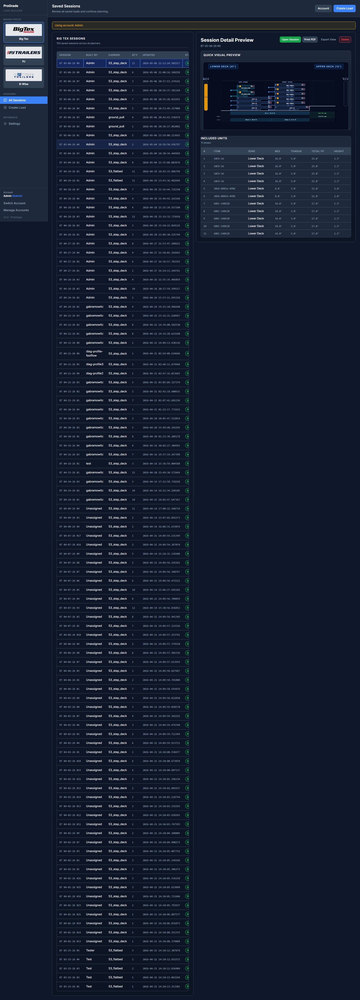 ProGrade
LOAD BUILDER
BRAND FOCUS
BigTex
TRAILERS
Big Tex
PJ TRAILERS
PJ
B-WISE
TRAILERS
B-Wise
SESSIONS
All Sessions
Create Load
REFERENCE
Settings
Account
Admin (Admin)
Switch Account
Manage Accounts
v0.3 - Prototype
Saved Sessions
Review all saved loads and continue planning.
Account
Create Load
Using account: Admin
BIG TEX SESSIONS
103 saved sessions across all planners
SESSION BUILT BY CARRIER QTY UPDATED
BT 05-06-26 #9 Admin 53_step_deck 11 2026-05-06 21:12:24.502517
BT 05-06-26 #8 Admin 53_step_deck 6 2026-05-06 21:00:16.368258
BT 05-06-26 #7 Admin 53_step_deck 3 2026-05-06 20:57:53.274141
BT 05-06-26 #6 Admin 53_step_deck 5 2026-05-06 20:56:37.381164
BT 05-06-26 #5 Admin 53_step_deck 7 2026-05-06 20:55:28.821915
BT 05-06-26 #4 Admin 53_step_deck 5 2026-05-06 20:53:49.357008
BT 05-06-26 #3 Admin ground_pull 4 2026-05-06 20:42:43.536974
BT 05-06-26 #2 Admin ground_pull 1 2026-05-06 20:36:27.862082
BT 05-06-26 #1 Admin 53_step_deck 5 2026-05-06 15:59:00.213691
BT 05-04-26 #4 Admin 53_step_deck 2 2026-05-04 18:58:50.936797
BT 05-04-26 #3 Admin 53_step_deck 2 2026-05-04 18:30:34.444969
BT 05-04-26 #2 Admin 53_step_deck 8 2026-05-04 15:35:08.083876
BT 04-29-26 #2 Admin 53_flatbed 11 2026-04-29 18:42:33.886799
BT 04-29-26 #1 Admin 53_flatbed 11 2026-04-29 13:43:36.482694
BT 04-28-26 #7 Admin 53_step_deck 7 2026-04-28 21:16:44.722150
BT 04-28-26 #6 Admin 53_step_deck 4 2026-04-28 15:44:42.162168
BT 04-28-26 #5 Admin 53_step_deck 4 2026-04-28 15:25:39.557290
BT 04-28-26 #3 Admin 53_step_deck 12 2026-04-28 15:19:32.733658
BT 04-28-26 #2 Admin 53_step_deck 3 2026-04-28 15:10:22.018129
BT 04-28-26 #1 Admin 53_step_deck 3 2026-04-28 15:09:30.525744
BT 04-27-26 #5 Admin 53_step_deck 8 2026-04-27 21:53:47.288621
BT 04-27-26 #4 Admin 53_step_deck 4 2026-04-27 21:50:01.192643
BT 04-27-26 #2 Admin 53_step_deck 6 2026-04-27 16:36:57.783255
BT 04-27-26 #1 Admin 53_step_deck 1 2026-04-27 16:14:13.244761
BT 04-26-26 #3 Admin 53_step_deck 4 2026-04-26 21:55:35.405059
BT 04-26-26 #2 Admin 53_step_deck 10 2026-04-26 20:27:59.599517
BT 04-24-26 #2 Admin 53_step_deck 2 2026-04-24 15:57:11.695218
BT 04-24-26 #1 gabramowitz 53_step_deck 4 2026-04-24 19:25:10.986640
BT 04-22-26 #3 gabramowitz 53_step_deck 3 2026-04-22 15:16:21.620967
BT 04-22-26 #2 gabramowitz 53_step_deck 8 2026-04-22 14:39:00.582530
BT 04-22-26 #1 gabramowitz 53_step_deck 8 2026-04-22 14:32:28.623160
BT 04-21-26 #8 gabramowitz 53_step_deck 1 2026-04-21 14:09:13.438136
BT 04-21-26 #6 diag-profile-fastflow 53_step_deck 1 2026-04-21 02:54:08.634646
BT 04-21-26 #5 diag-profile3 53_step_deck 1 2026-04-21 02:48:11.679944
BT 04-21-26 #4 diag-profile2 53_step_deck 1 2026-04-21 02:47:32.013665
BT 04-21-26 #3 gabramowitz 53_step_deck 5 2026-04-21 03:05:09.327374
BT 04-21-26 #2 gabramowitz 53_step_deck 2 2026-04-21 02:42:18.600631
BT 04-21-26 #1 gabramowitz 53_step_deck 7 2026-04-21 02:07:42.681236
BT 04-20-26 #4 gabramowitz 53_step_deck 1 2026-04-21 01:22:17.772423
BT 04-20-26 #3 gabramowitz 53_step_deck 3 2026-04-20 20:05:47.522014
BT 04-20-26 #2 gabramowitz 53_step_deck 5 2026-04-20 15:49:40.342295
BT 04-20-26 #1 gabramowitz 53_step_deck 8 2026-04-20 01:33:38.209178
BT 04-16-26 #4 gabramowitz 53_step_deck 4 2026-04-16 20:02:27.304991
BT 04-16-26 #3 gabramowitz 53_step_deck 7 2026-04-16 19:37:19.247398
BT 04-16-26 #1 test 53_step_deck 3 2026-04-16 15:36:59.004588
BT 04-15-26 #1 gabramowitz 53_step_deck 15 2026-04-20 15:49:30.572469
BT 04-14-26 #3 gabramowitz 53_step_deck 3 2026-04-14 17:12:58.718258
BT 04-14-26 #2 gabramowitz 53_step_deck 10 2026-04-14 16:22:34.268105
BT 04-14-26 #1 gabramowitz 53_step_deck 10 2026-04-15 18:02:47.647367
BT 04-09-26 #4 Unassigned 53_step_deck 11 2026-04-14 17:00:22.560714
BT 04-09-26 #3 Unassigned 53_step_deck 2 2026-04-14 15:07:02.891573
BT 04-08-26 #4 Unassigned 53_step_deck 2 2026-04-14 16:08:31.633076
BT 04-07-26 #17 Unassigned 53_step_deck 1 2026-04-21 14:09:54.131399
BT 04-07-26 #16 Unassigned 53_step_deck 2 2026-04-21 14:09:54.367074
BT 04-07-26 #9 Unassigned 53_step_deck 5 2026-04-14 15:18:31.139208
BT 04-07-26 #8 Unassigned 53_step_deck 2 2026-04-21 14:09:56.191561
BT 04-07-26 #7 Unassigned 53_step_deck 2 2026-04-21 14:09:56.360767
BT 04-07-26 #6 Unassigned 53_step_deck 6 2026-04-21 14:09:56.472121
BT 04-07-26 #5 Unassigned 53_step_deck 10 2026-04-14 15:06:27.692182
BT 04-07-26 #4 Unassigned 53_step_deck 8 2026-04-21 14:09:56.708059
BT 04-07-26 #3 Unassigned 53_step_deck 12 2026-04-14 15:30:56.836852
BT 04-07-26 #2 Unassigned 53_step_deck 8 2026-04-21 14:09:56.941395
BT 04-07-26 #1 Unassigned 53_step_deck 7 2026-04-21 14:09:57.115526
BT 04-06-26 #10 Unassigned 53_step_deck 5 2026-04-21 14:09:57.253791
BT 04-06-26 #9 Unassigned 53_step_deck 2 2026-04-21 14:09:57.379510
BT 04-06-26 #8 Unassigned 53_step_deck 6 2026-04-21 14:09:57.501536
BT 04-06-26 #7 Unassigned 53_step_deck 2 2026-04-21 14:09:57.613959
BT 04-06-26 #5 Unassigned 53_step_deck 3 2026-04-21 14:09:58.027687
BT 04-06-26 #2 Unassigned 53_step_deck 2 2026-04-21 14:09:58.391008
BT 04-06-26 #1 Unassigned 53_step_deck 7 2026-04-21 14:09:58.593876
BT 04-03-26 #9 Unassigned 53_step_deck 5 2026-04-21 14:09:58.822850
BT 04-03-26 #8 Unassigned 53_step_deck 3 2026-04-21 14:09:59.050570
BT 04-03-26 #7 Unassigned 53_step_deck 4 2026-04-21 14:09:59.362225
BT 04-03-26 #6 Unassigned 53_step_deck 3 2026-04-21 14:09:59.476760
BT 04-03-26 #5 Unassigned 53_step_deck 2 2026-04-21 14:09:59.712394
BT 04-03-26 #4 Unassigned 53_step_deck 6 2026-04-21 14:09:59.913711
BT 04-03-26 #1 Unassigned 53_step_deck 1 2026-04-21 14:10:00.558477
BT 04-02-26 #24 Unassigned 53_step_deck 6 2026-04-21 14:10:00.673834
BT 04-02-26 #23 Unassigned 53_step_deck 4 2026-04-21 14:10:00.807137
BT 04-02-26 #22 Unassigned 53_step_deck 2 2026-04-21 14:10:01.196134
BT 04-02-26 #15 Unassigned 53_step_deck 2 2026-04-21 14:10:02.885937
BT 04-02-26 #14 Unassigned 53_step_deck 2 2026-04-21 14:10:03.118754
BT 04-02-26 #13 Unassigned 53_step_deck 3 2026-04-21 14:10:03.331593
BT 04-02-26 #12 Unassigned 53_step_deck 1 2026-04-21 14:10:03.658265
BT 04-02-26 #11 Unassigned 53_step_deck 1 2026-04-21 14:10:03.747595
BT 04-02-26 #9 Unassigned 53_step_deck 2 2026-04-21 14:10:04.108005
BT 04-02-26 #7 Unassigned 53_step_deck 1 2026-04-21 14:10:04.400273
BT 04-02-26 #3 Unassigned 53_step_deck 3 2026-04-21 14:10:05.067752
BT 04-02-26 #2 Unassigned 53_step_deck 3 2026-04-21 14:10:05.149246
BT 04-02-26 #1 Unassigned 53_step_deck 2 2026-04-21 14:10:05.306273
BT 04-01-26 #26 Unassigned 53_step_deck 3 2026-04-21 14:10:05.536158
BT 04-01-26 #25 Unassigned 53_step_deck 3 2026-04-21 14:10:05.623098
BT 04-01-26 #24 Unassigned 53_step_deck 2 2026-04-21 14:10:05.711606
BT 04-01-26 #23 Unassigned 53_step_deck 2 2026-04-21 14:10:05.792937
BT 04-01-26 #21 Unassigned 53_step_deck 1 2026-04-21 14:10:06.087577
BT 04-01-26 #19 Unassigned 53_step_deck 1 2026-04-21 14:10:06.831873
BT 04-01-26 #14 Unassigned 53_step_deck 1 2026-04-21 14:10:08.251333
BT 04-01-26 #13 Unassigned 53_step_deck 1 2026-04-21 14:10:08.379088
BT 03-25-26 #5 Tester 53_flatbed 3 2026-04-21 14:10:12.307878
BT 03-25-26 #4 Test 53_flatbed 2 2026-04-21 14:10:12.651572
BT 03-25-26 #3 Test 53_flatbed 2 2026-04-21 14:10:12.856909
BT 03-25-26 #2 Test 53_flatbed 1 2026-04-21 14:10:13.063244
BT 03-25-26 #1 Test 53_flatbed 1 2026-04-21 14:10:13.313301
Session Detail Preview
BT 05-06-26 #9
Open Session
Print PDF
Export View
Delete
QUICK VISUAL PREVIEW
LOWER DECK (41')
UPPER DECK (12')
LEFT STACK
RIGHT STACK
INCLUDED UNITS
11 shown
# ITEM ZONE BED TONGUE TOTAL FP HEIGHT
1 10CH-16 Lower Deck 16.0' 3.0' 23.0' 1.5'
2 10CH-16 Lower Deck 16.0' 3.0' 23.0' 1.5'
3 10CH-16 Lower Deck 16.0' 3.0' 23.0' 1.5'
4 10CH-16 Lower Deck 16.0' 3.0' 23.0' 1.5'
5 30SA-08R1A-4PBK Lower Deck 8.0' 3.0' 11.0' 2.0'
6 30SA-08R1A-4PBK Lower Deck 8.0' 3.0' 11.0' 2.0'
7 60EC-14BK2B Lower Deck 14.0' 3.0' 17.0' 1.5'
8 60EC-14BK2B Lower Deck 14.0' 3.0' 17.0' 1.5'
9 60EC-14BK2B Lower Deck 14.0' 3.0' 17.0' 1.5'
10 60EC-14BK2B Lower Deck 14.0' 3.0' 17.0' 1.5'
11 60EC-14BK2B Lower Deck 14.0' 3.0' 17.0' 1.5'